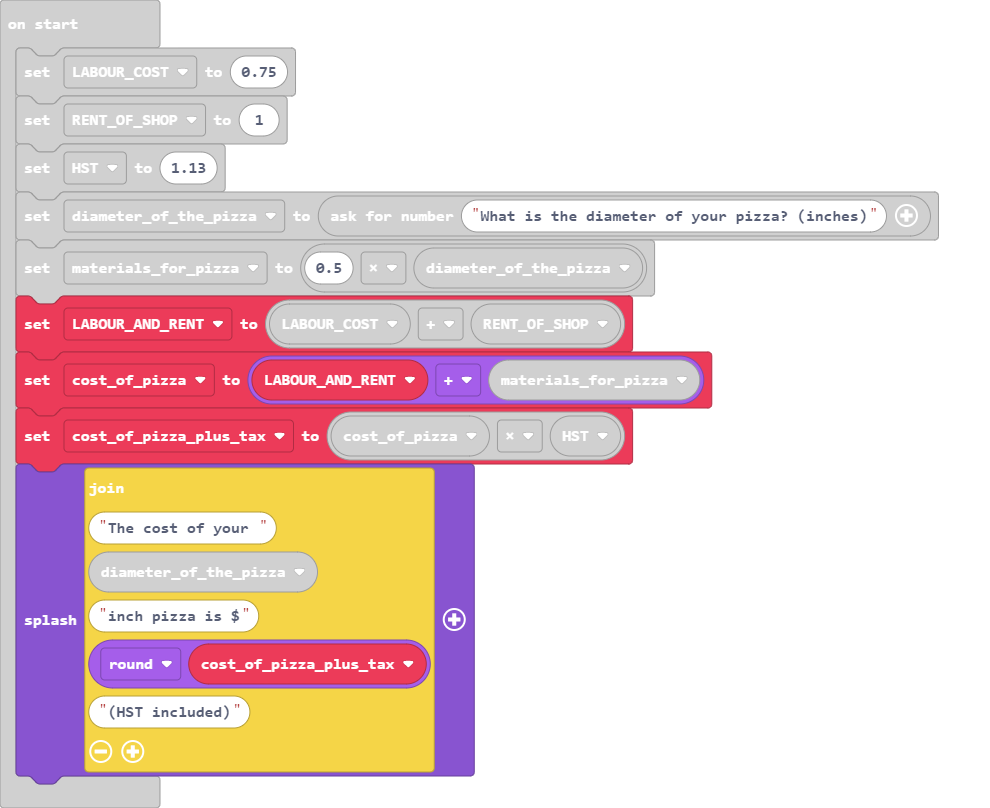 on start
set LABOUR_COST to 0.75
set RENT_OF_SHOP to 1
set HST to 1.13
set diameter_of_the_pizza to ask for number "What is the diameter of your pizza? (inches)"
set materials_for_pizza to 0.5 × diameter_of_the_pizza
set LABOUR_AND_RENT to LABOUR_COST + RENT_OF_SHOP
set cost_of_pizza to LABOUR_AND_RENT + materials_for_pizza
set cost_of_pizza_plus_tax to cost_of_pizza × HST
join
"The cost of your "
diameter_of_the_pizza
"inch pizza is $"
splash
round cost_of_pizza_plus_tax
"(HST included)"